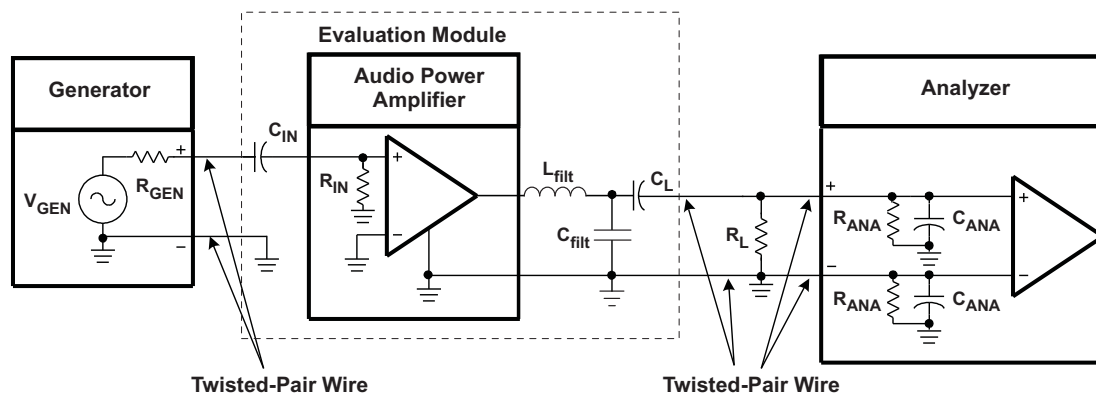 Evaluation Module
Generator
Audio Power
Amplifier
Analyzer
C_IN
+
R_GEN
V_GEN
−
R_IN
+
−
L_filt
C_filt
C_L
R_L
+
R_ANA
C_ANA
+
−
R_ANA
C_ANA
−
Twisted-Pair Wire
Twisted-Pair Wire